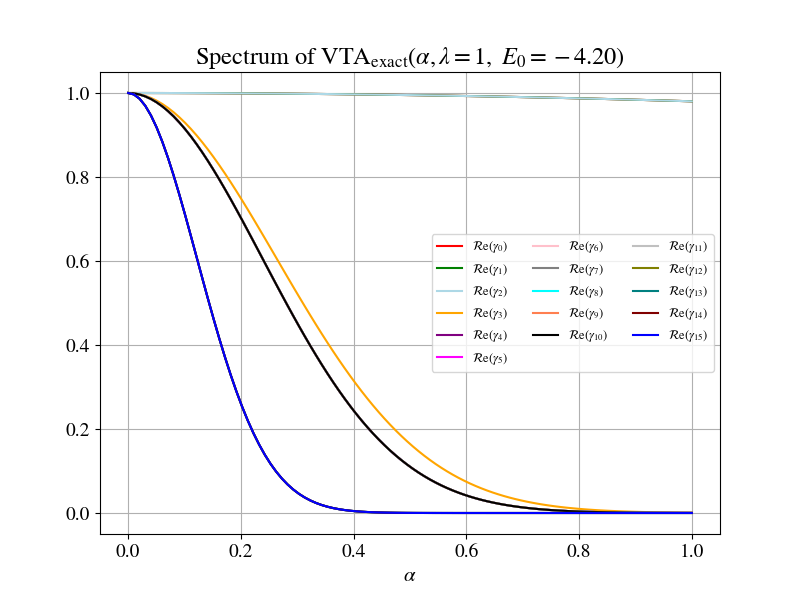 Spectrum of VTA_exact(α, λ = 1, E_0 = −4.20)
1.0
0.8
0.6
0.4
0.2
0.0
ℛe(γ_0) ℛe(γ_6) ℛe(γ_11)
ℛe(γ_1) ℛe(γ_7) ℛe(γ_12)
ℛe(γ_2) ℛe(γ_8) ℛe(γ_13)
ℛe(γ_3) ℛe(γ_9) ℛe(γ_14)
ℛe(γ_4) ℛe(γ_10) ℛe(γ_15)
ℛe(γ_5)
0.0 0.2 0.4 0.6 0.8 1.0
α